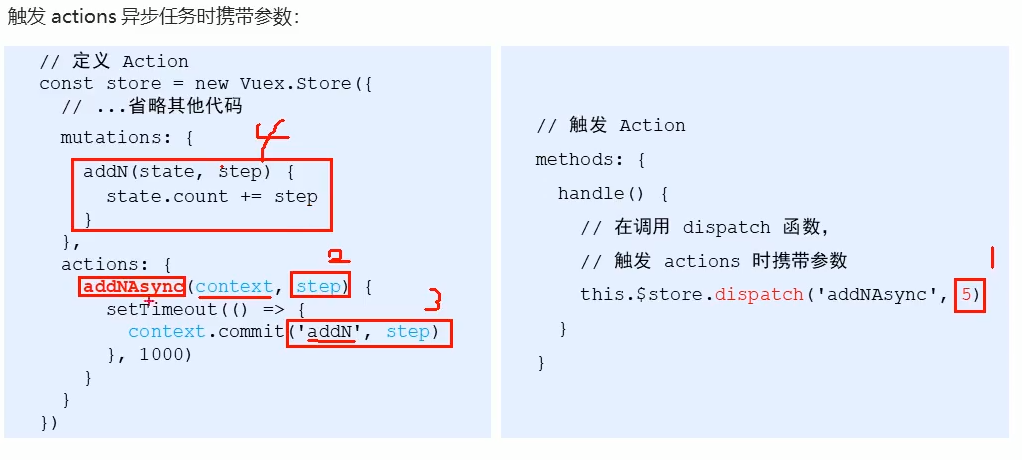 触发 actions 异步任务时携带参数：
// 定义 Action
const store = new Vuex.Store({
// ...省略其他代码
mutations: {
4
addN(state, step) {
state.count += step
}
},
2
actions: {
addNAsync(context, step) {
3
setTimeout(() => {
context.commit('addN', step)
}, 1000)
}
}
})
// 触发 Action
methods: {
handle() {
// 在调用 dispatch 函数，
1
// 触发 actions 时携带参数
this.$store.dispatch('addNAsync', 5)
}
}